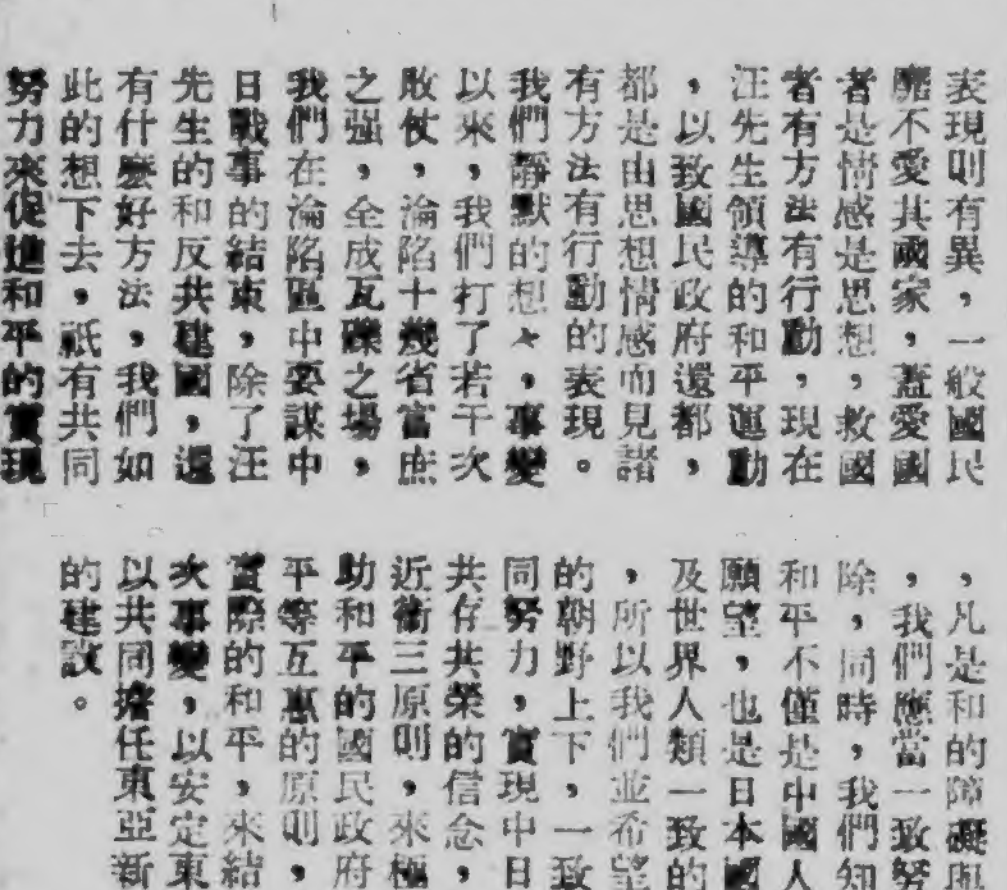 表現則有異，一般國民
靡不愛其國家，蓋愛國
者是情感是思想，救國
者有方法有行動，現在
汪先生領導的和平運動
，以致國民政府還都，
都是由思想情感而見諸
有方法有行動的表現。
我們靜默的想，事變
以來，我們打了若干次
敗仗，淪陷十幾省富庶
之强，全成瓦礫之場，
我們在淪陷區中要謀中
日戰事的結束，除了汪
先生的和反共建國，還
有什麼好方法，我們如
此的想下去，祇有共同
努力來促進和平的實現
，凡是和的障礙
，我們應當一致努
除，同時，我們知
和平不僅是中國人
願望，也是日本國
及世界人類一致的
，所以我們並希望
的朝野上下，一致
同努力，實現中日
共存共榮的信念，
近衞三原則，來極
助和平的國民政府
平等互惠的原則，
實際的和平，來結
次事變，以安定東
以共同擔任東亞新
的建設。